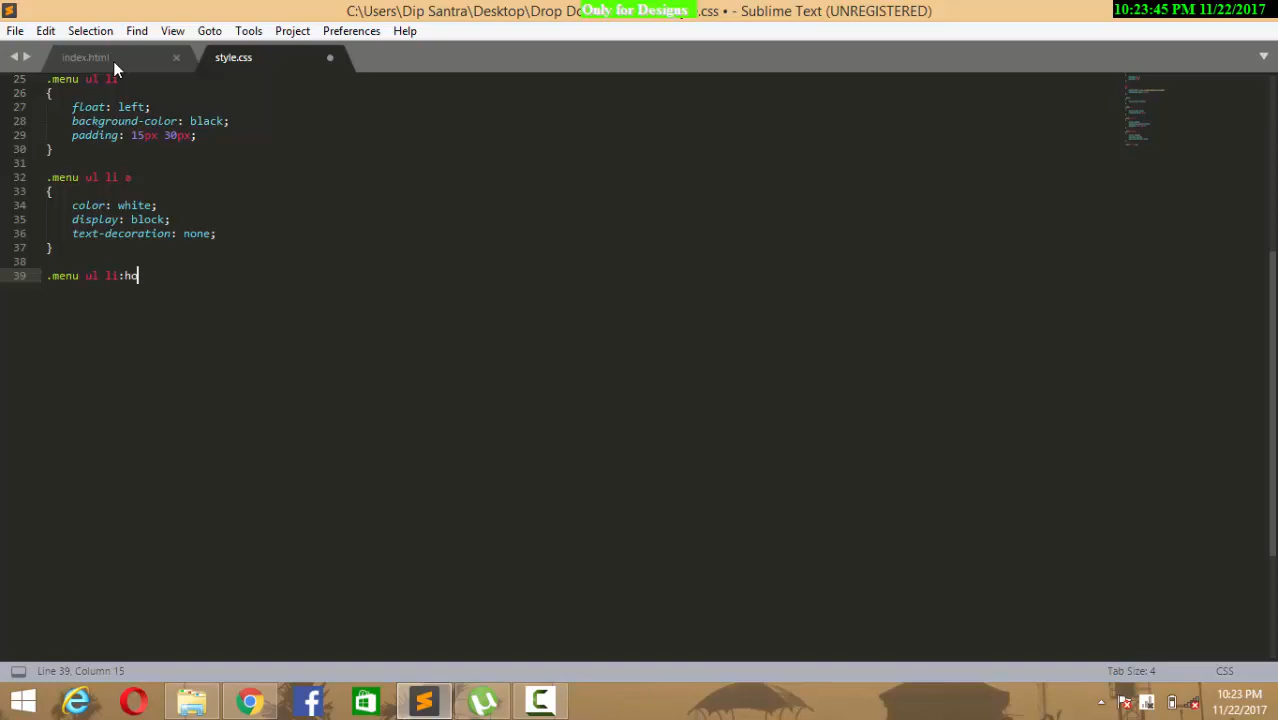 C:\Users\Dip Santra\Desktop\Drop Do
Only for Designs
.css • - Sublime Text (UNREGISTERED)
10:23:45 PM 11/22/2017
File Edit Selection Find View Goto Tools Project Preferences Help
index.html × style.css
25 .menu ul li
26 {
27 float: left;
28 background-color: black;
29 padding: 15px 30px;
30 }
31
32 .menu ul li a
33 {
34 color: white;
35 display: block;
36 text-decoration: none;
37 }
38
39 .menu ul li:ho
Line 39, Column 15
Tab Size: 4
CSS
10:23 PM
11/22/2017